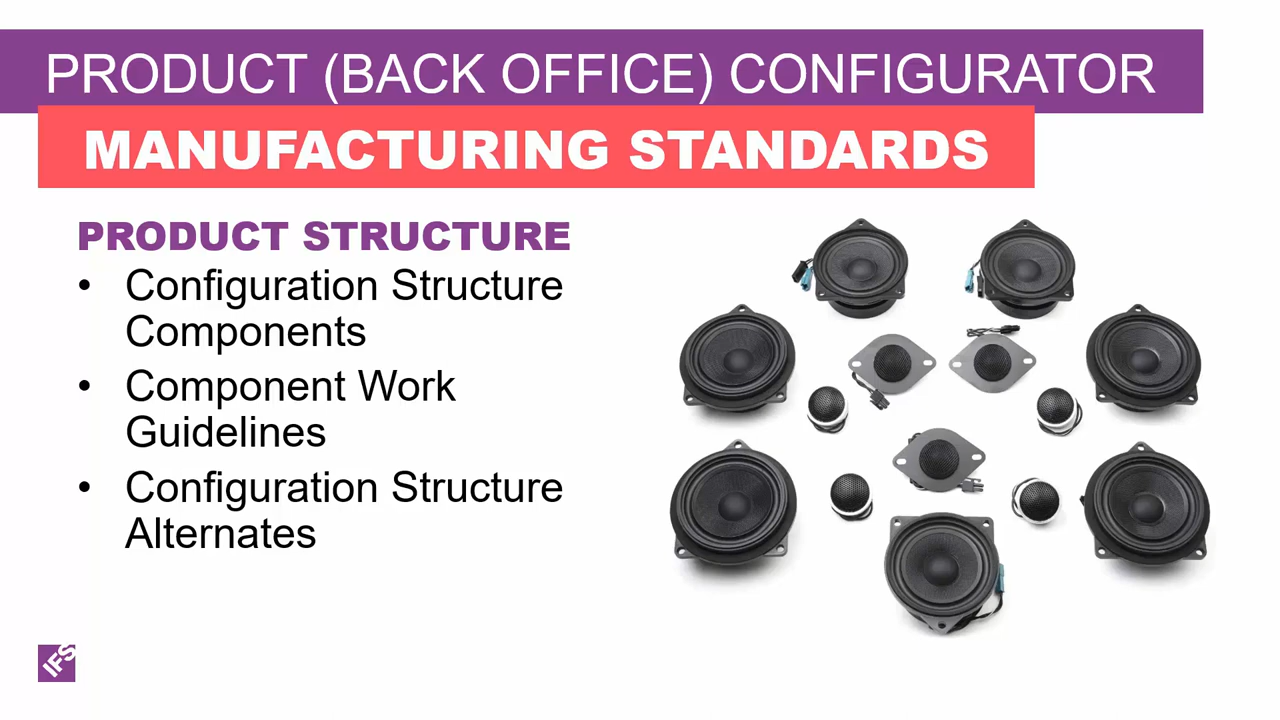 PRODUCT (BACK OFFICE) CONFIGURATOR
MANUFACTURING STANDARDS
PRODUCT STRUCTURE
• Configuration Structure
Components
• Component Work
Guidelines
• Configuration Structure
Alternates
IFS